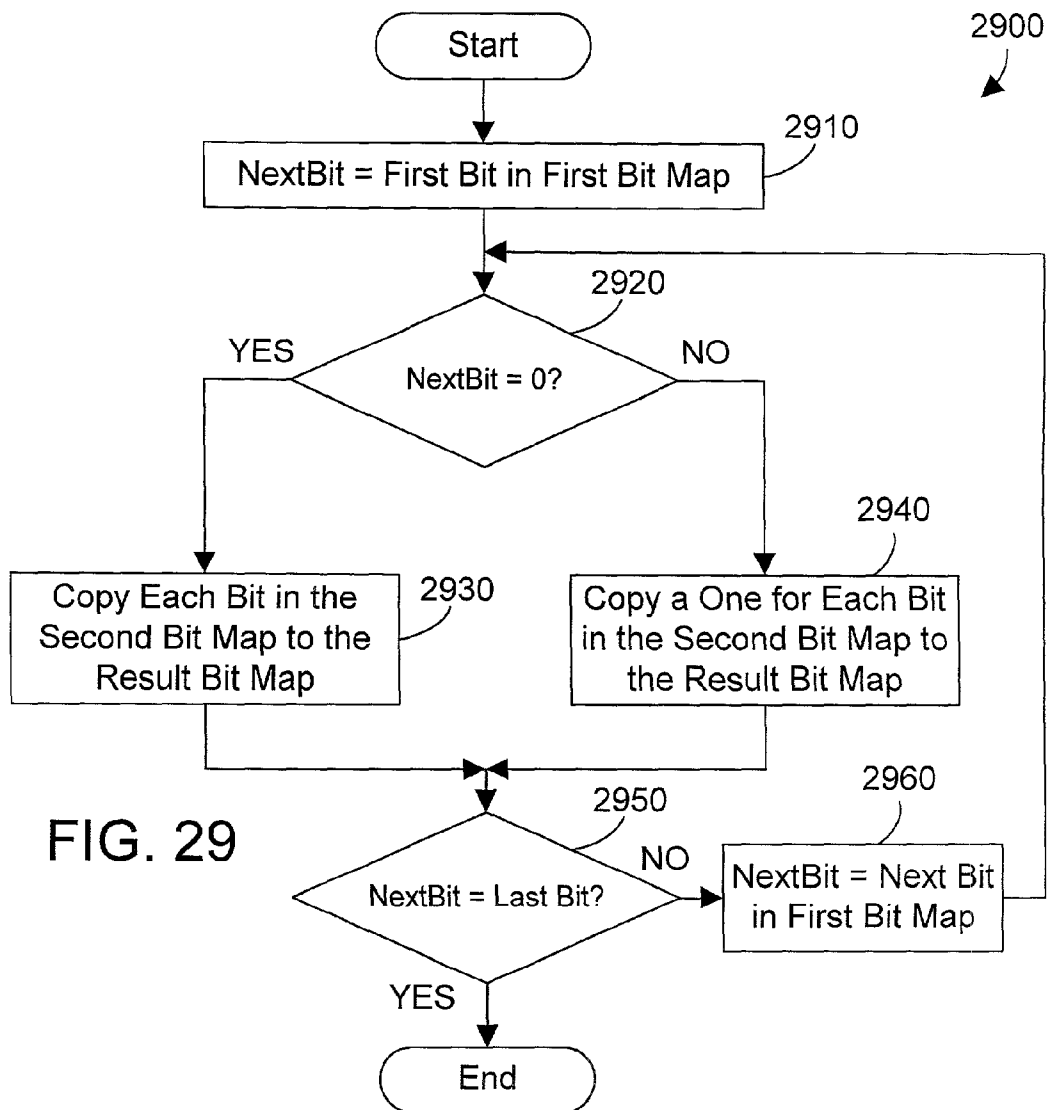 Start
2900
2910
NextBit = First Bit in First Bit Map
2920
YES
NO
NextBit = 0?
2940
Copy Each Bit in the
Second Bit Map to the
Result Bit Map
2930
Copy a One for Each Bit
in the Second Bit Map to
the Result Bit Map
2950
2960
FIG. 29
NO
NextBit = Last Bit?
NextBit = Next Bit
in First Bit Map
YES
End